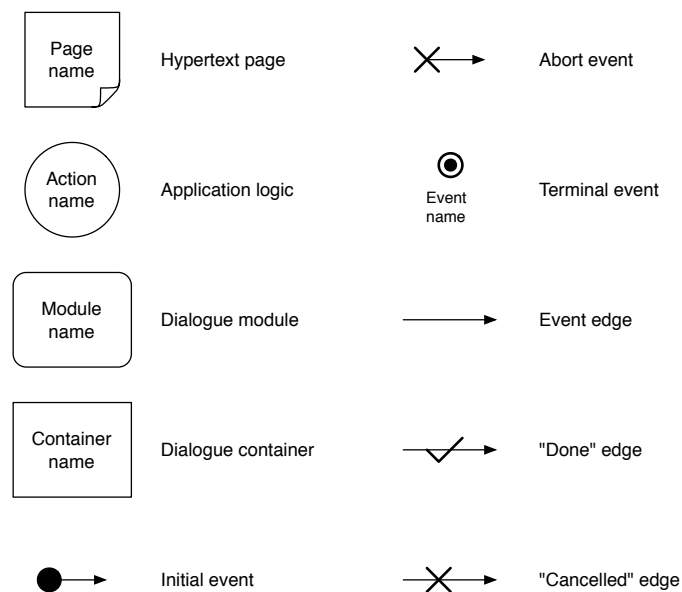 Page
name
Hypertext page
Abort event
Action
name
Application logic
Event
name
Terminal event
Module
name
Dialogue module
Event edge
Container
name
Dialogue container
"Done" edge
Initial event
"Cancelled" edge